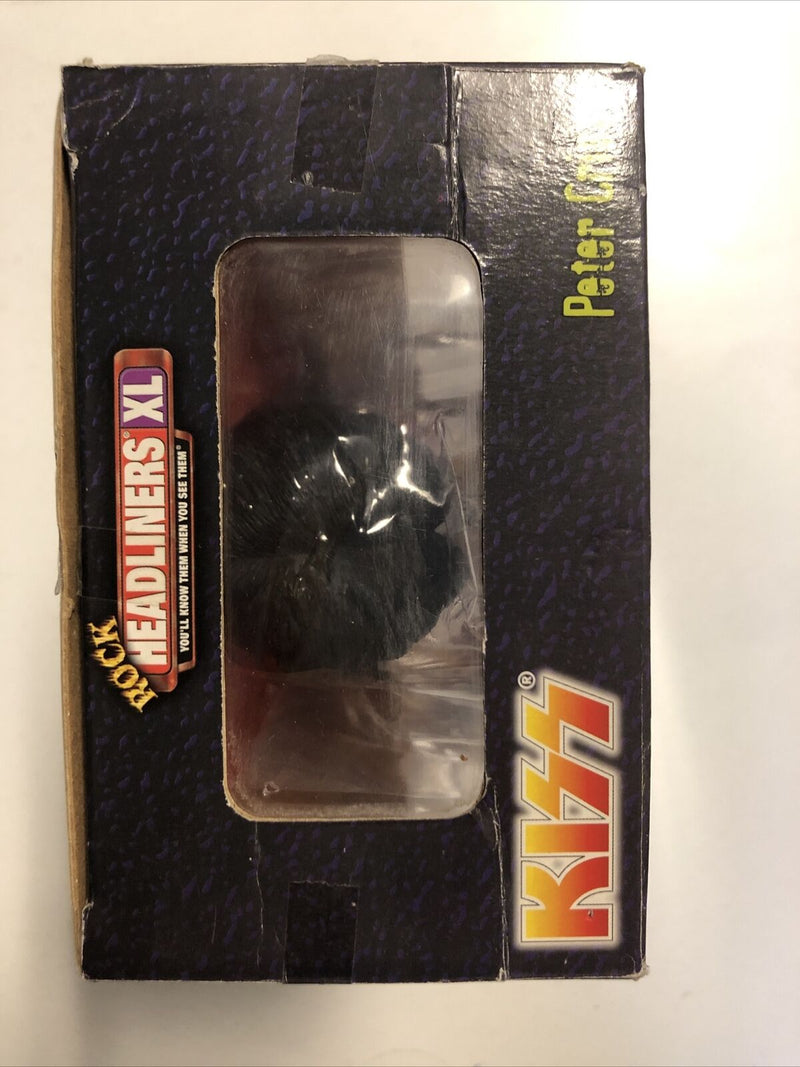 ROCK
HEADLINERS® XL
YOU'LL KNOW THEM WHEN YOU SEE THEM®
Peter
KISS®